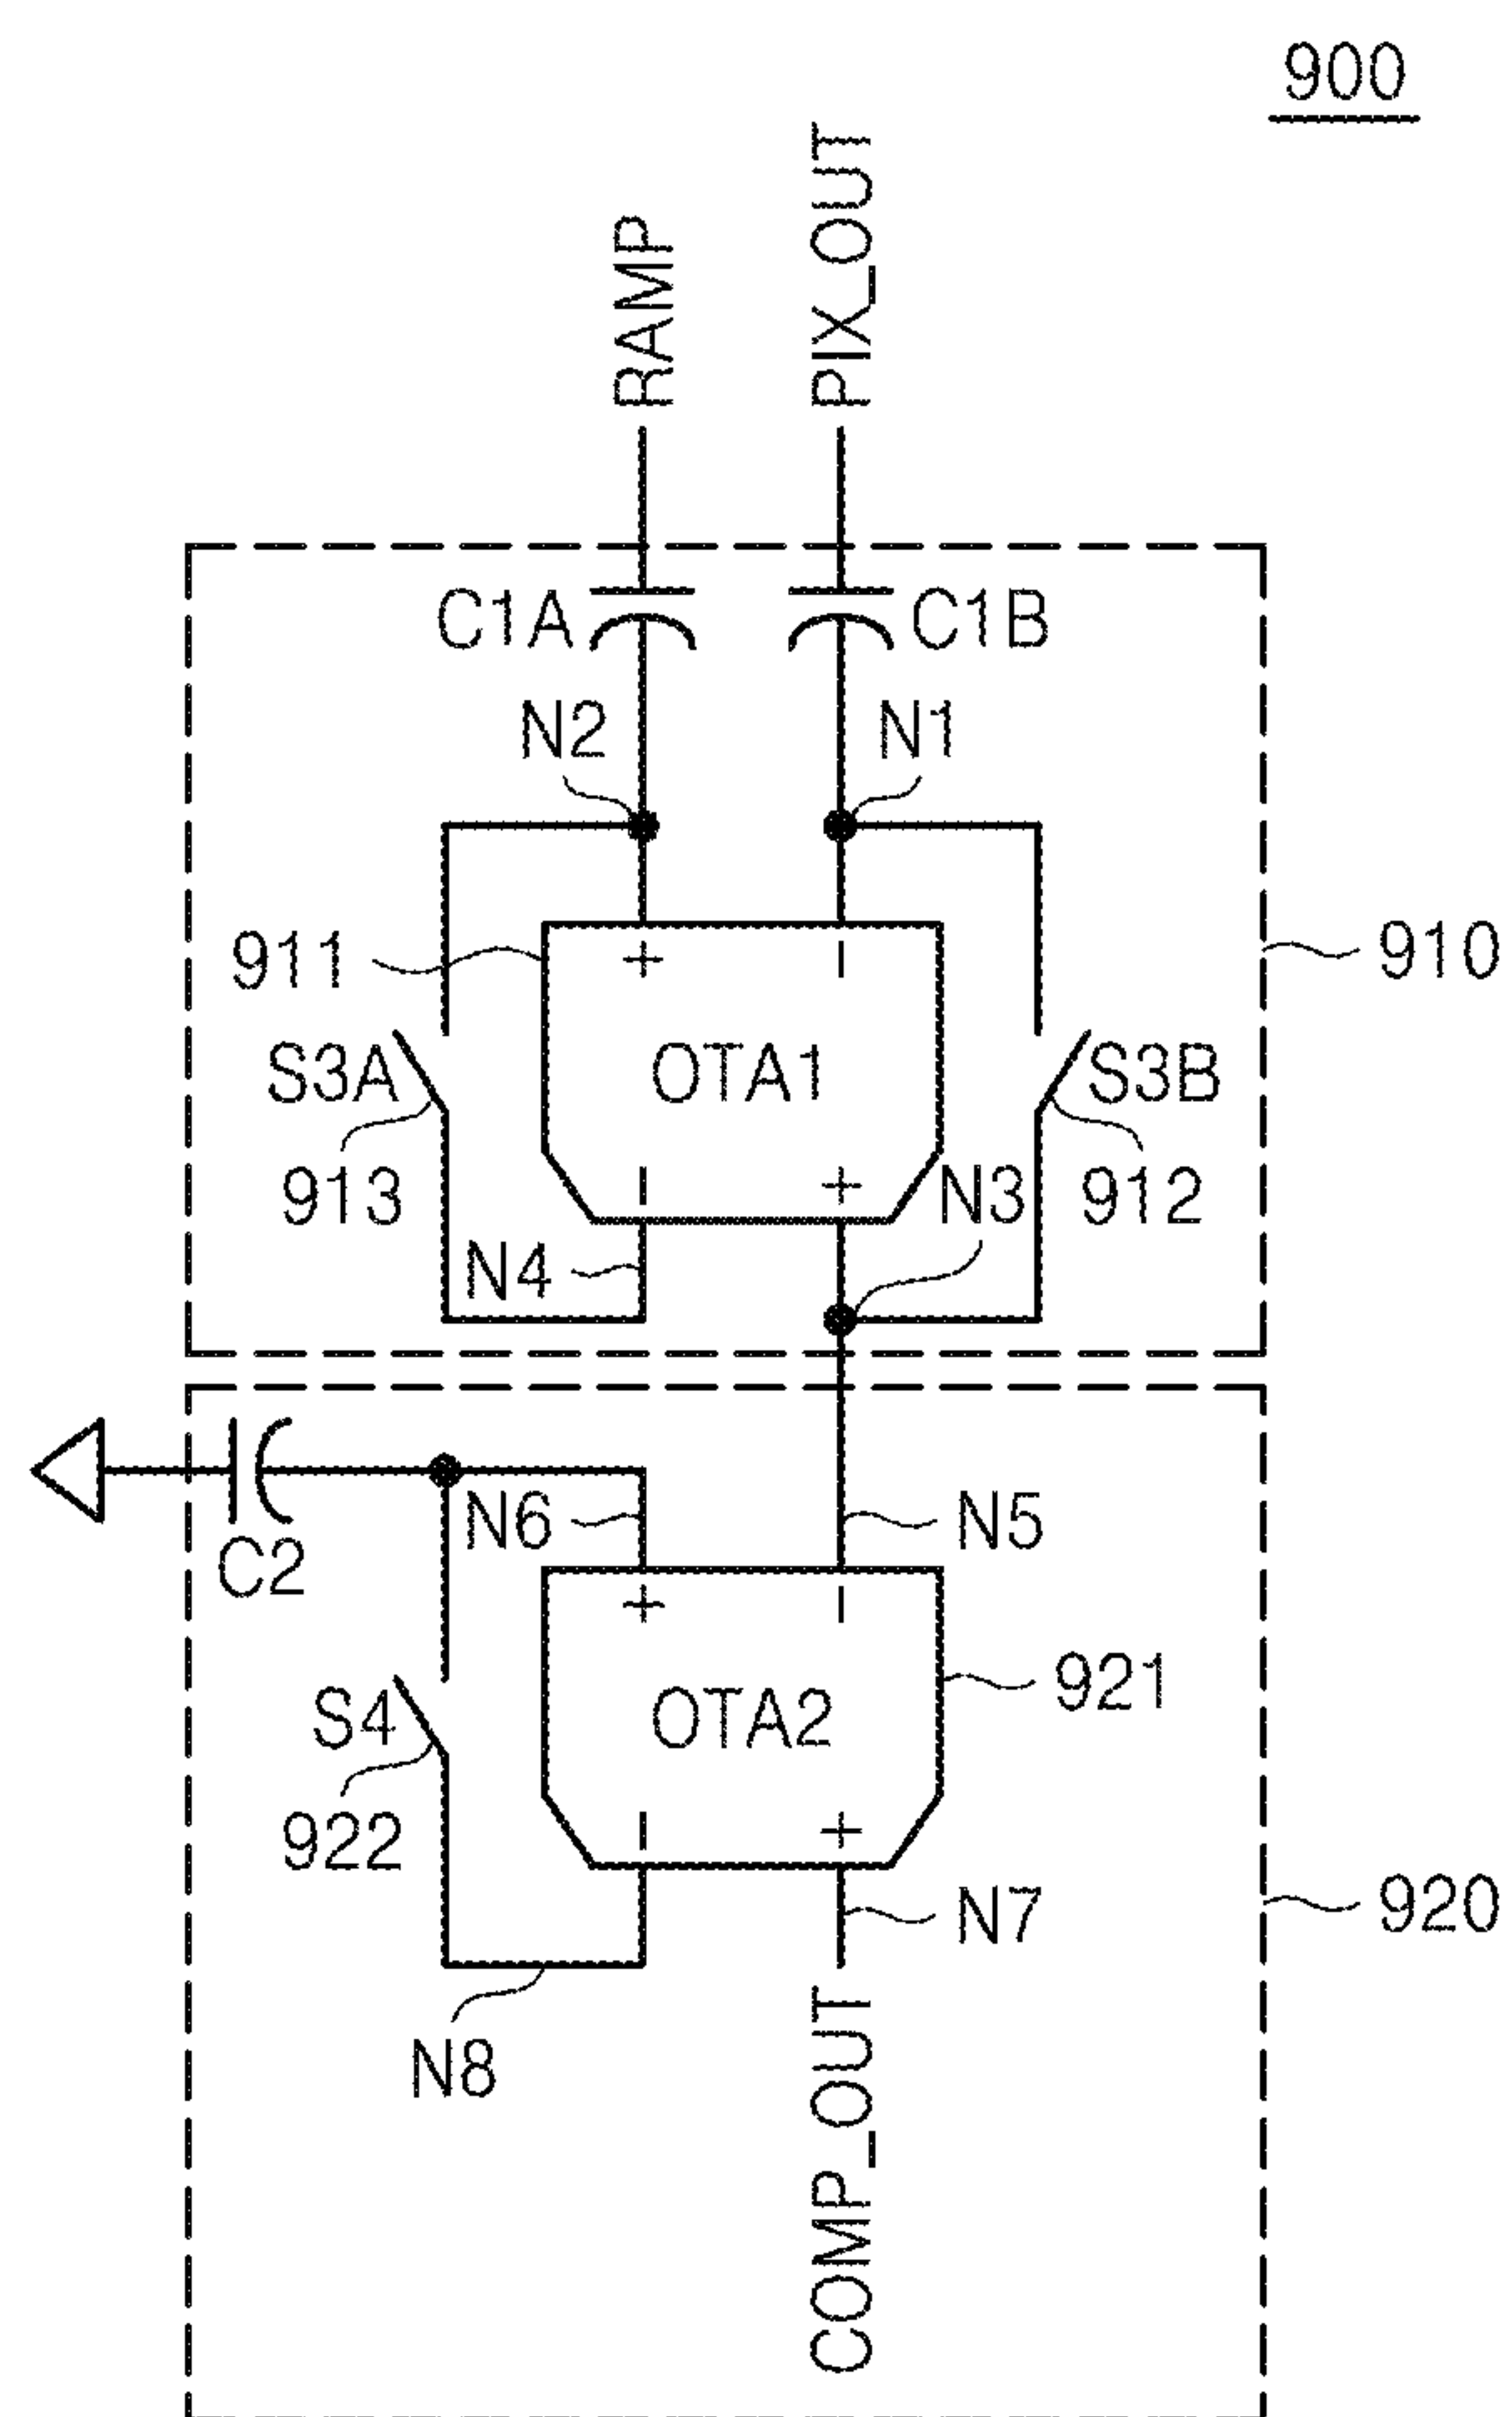 900
RAMP
PIX_OUT
C1A
C1B
N2
N1
911
+
−
910
S3A
OTA1
S3B
913
−
+
N3
912
N4
N6
N5
C2
+
−
S4
OTA2
921
922
−
+
N7
920
N8
COMP_OUT